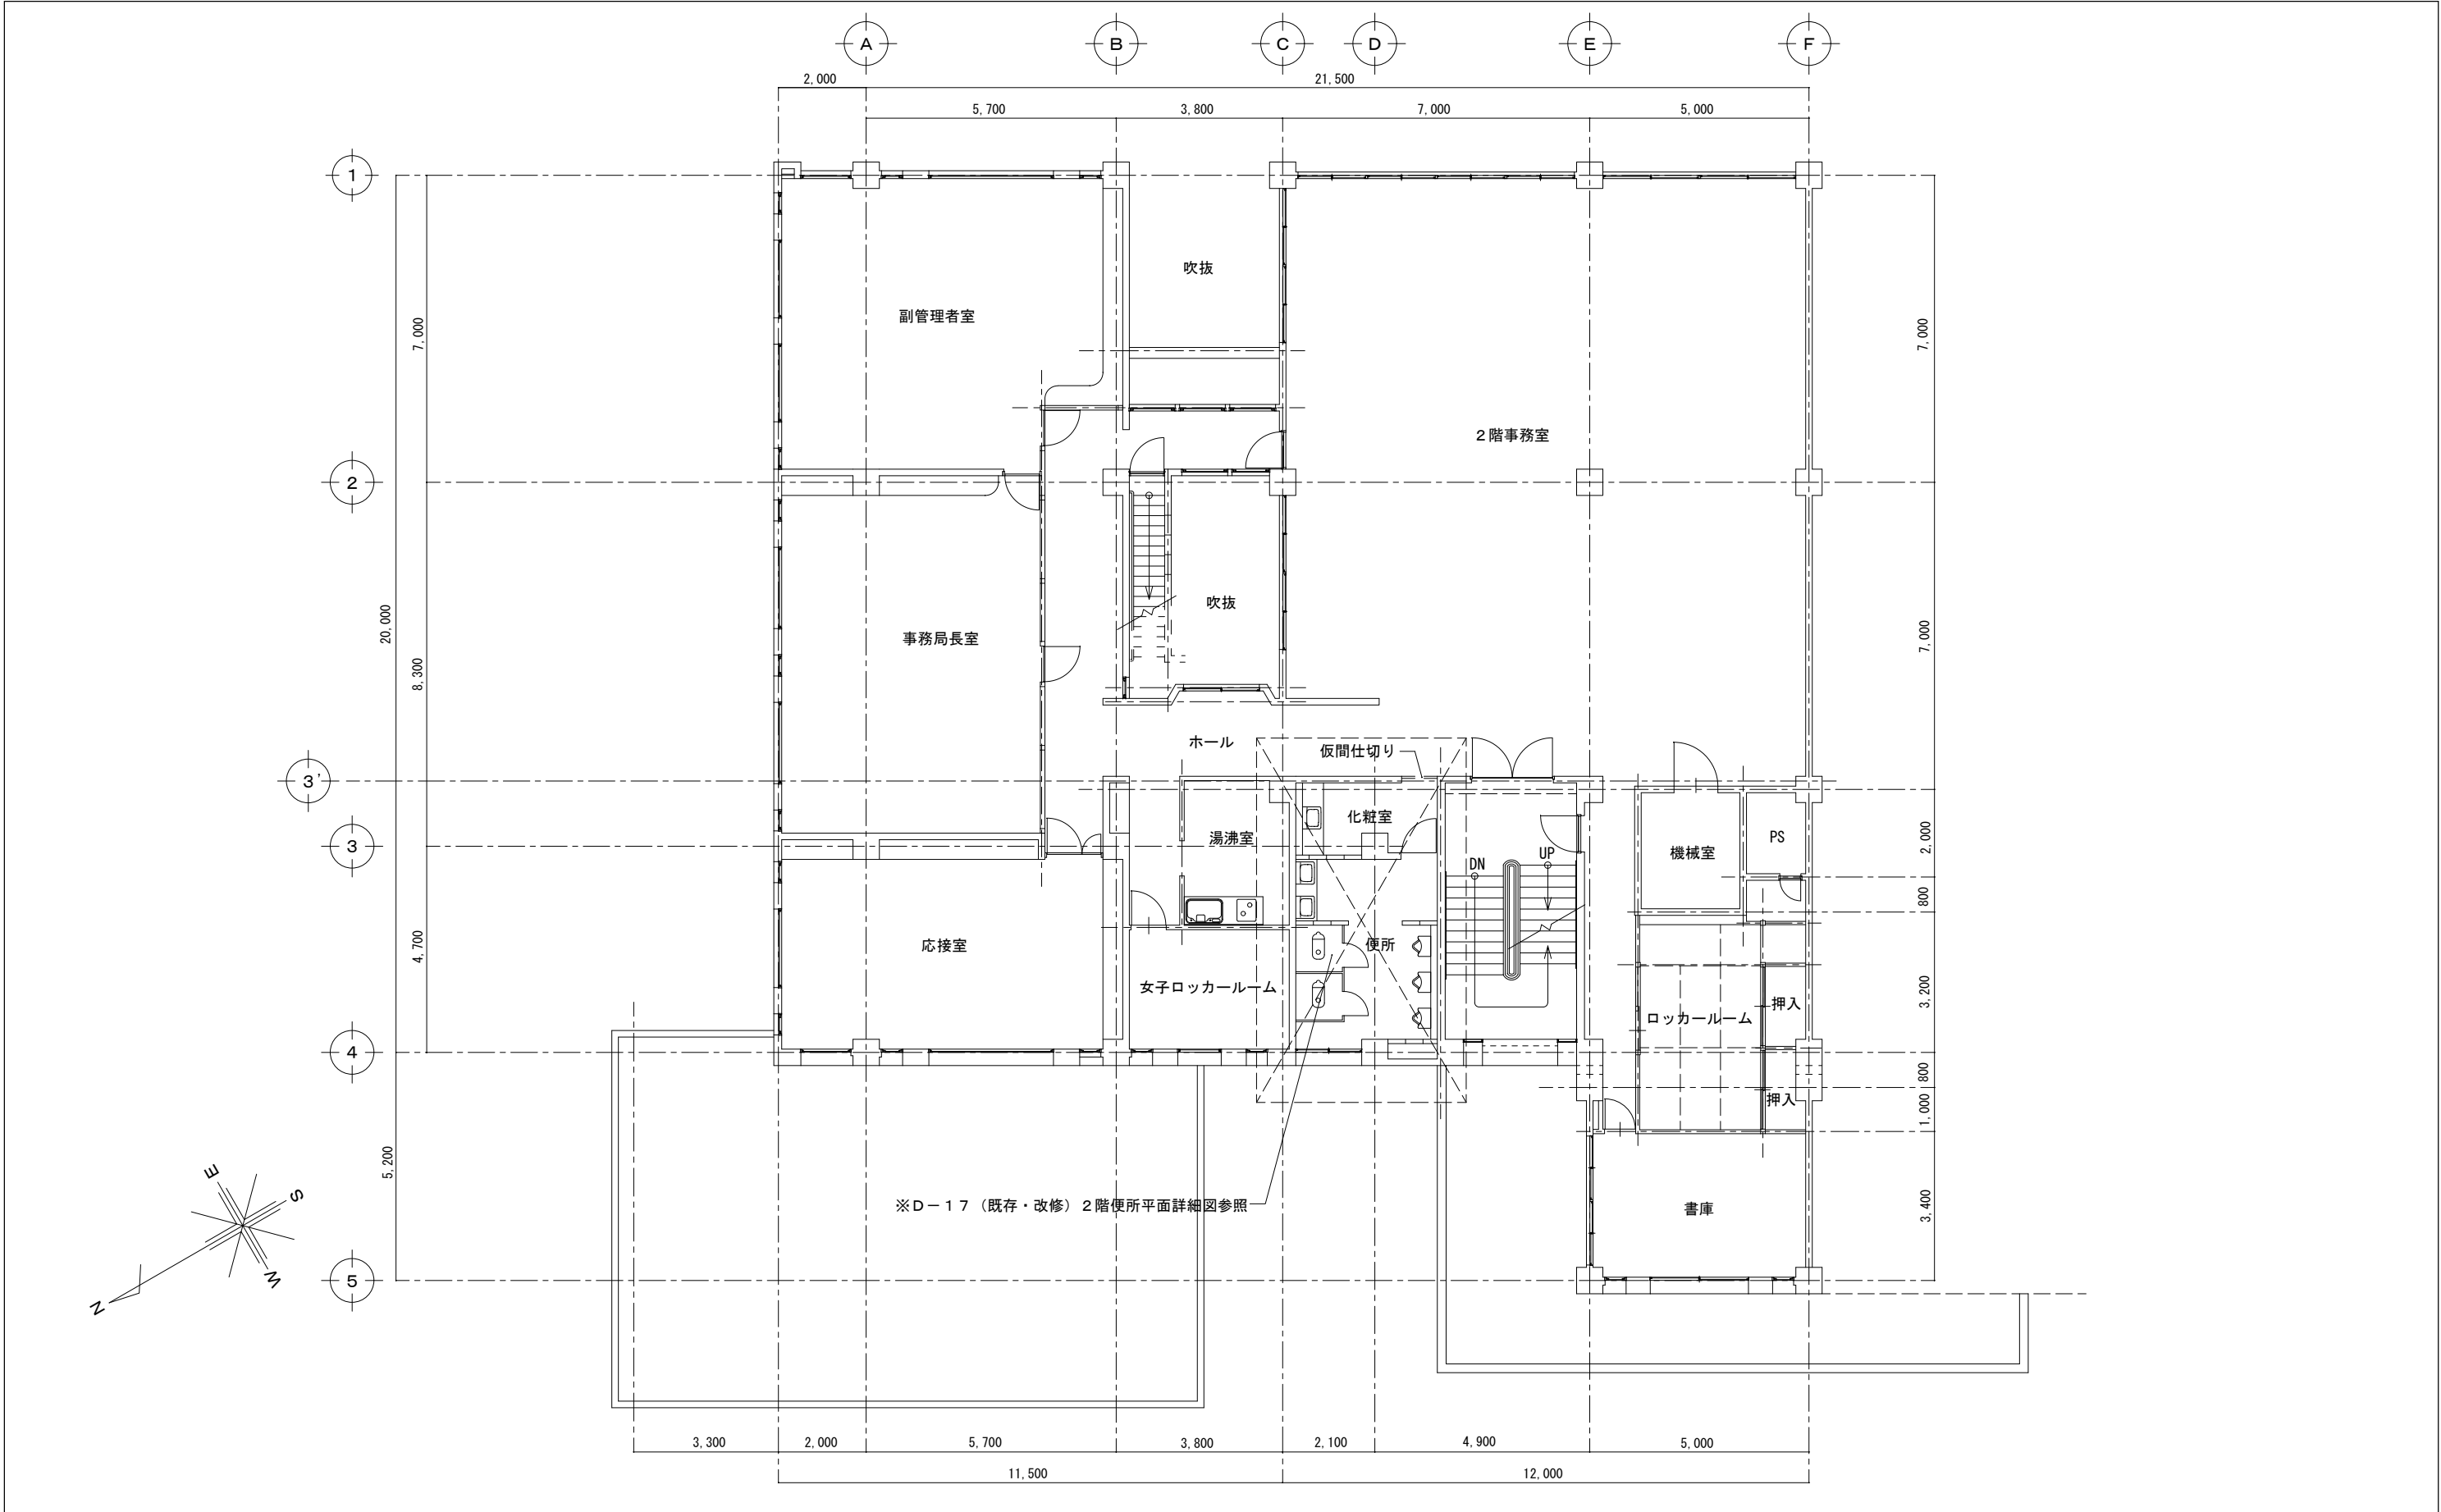 A B C D E F
2,000 21,500
5,700 3,800 7,000 5,000
1
吹抜
副管理者室
7,000 7,000
2階事務室
2
吹抜
20,000
事務局長室
7,000
8,300
ホール
仮間仕切り
3'
化粧室
湯沸室
PS
2,000
3
機械室
DN UP
800
応接室
便所
4,700
女子ロッカールーム
3,200
押入
ロッカールーム
4
800
押入
1,000
5,200
E
S
※D-17(既存・改修)2階便所平面詳細図参照
書庫
3,400
W
5
N
3,300 2,000 5,700 3,800 2,100 4,900 5,000
11,500 12,000